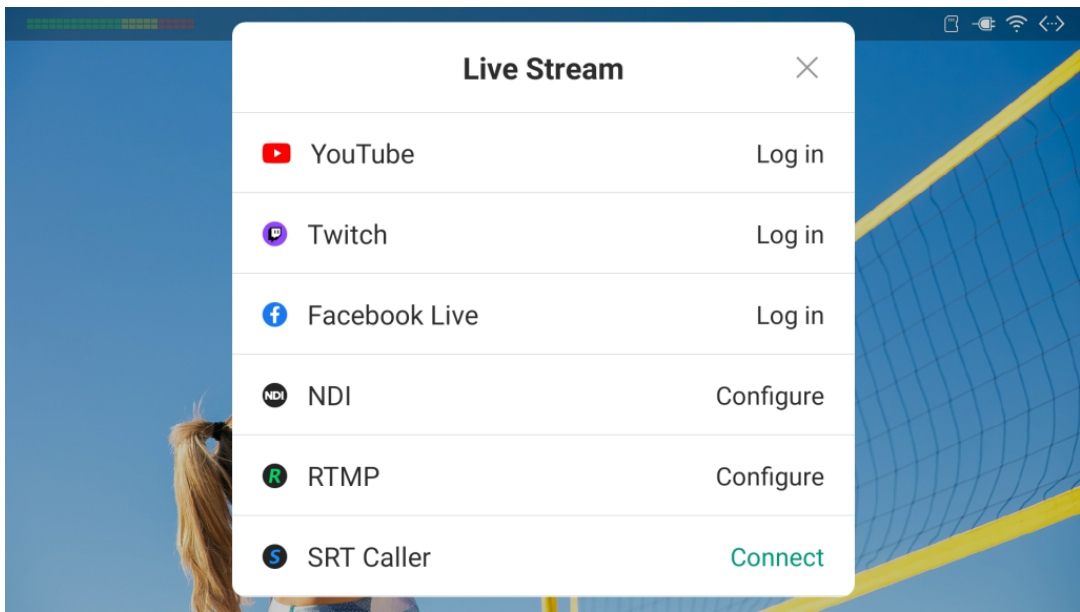 Live Stream
YouTube Log in
Twitch Log in
Facebook Live Log in
NDI NDI Configure
R RTMP Configure
S SRT Caller Connect